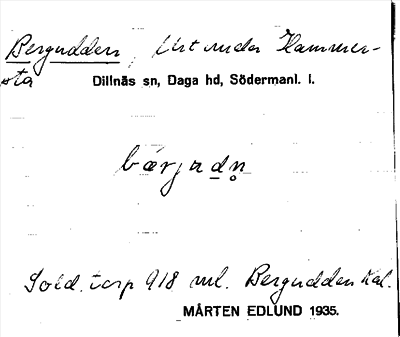 Bergudden, Ust under Hammer-
sta
Dillnäs sn, Daga hd, Södermanl. l.
bærjudn̥
Sold. torp 918 enl. Bergudden kal.
MÅRTEN EDLUND 1935.